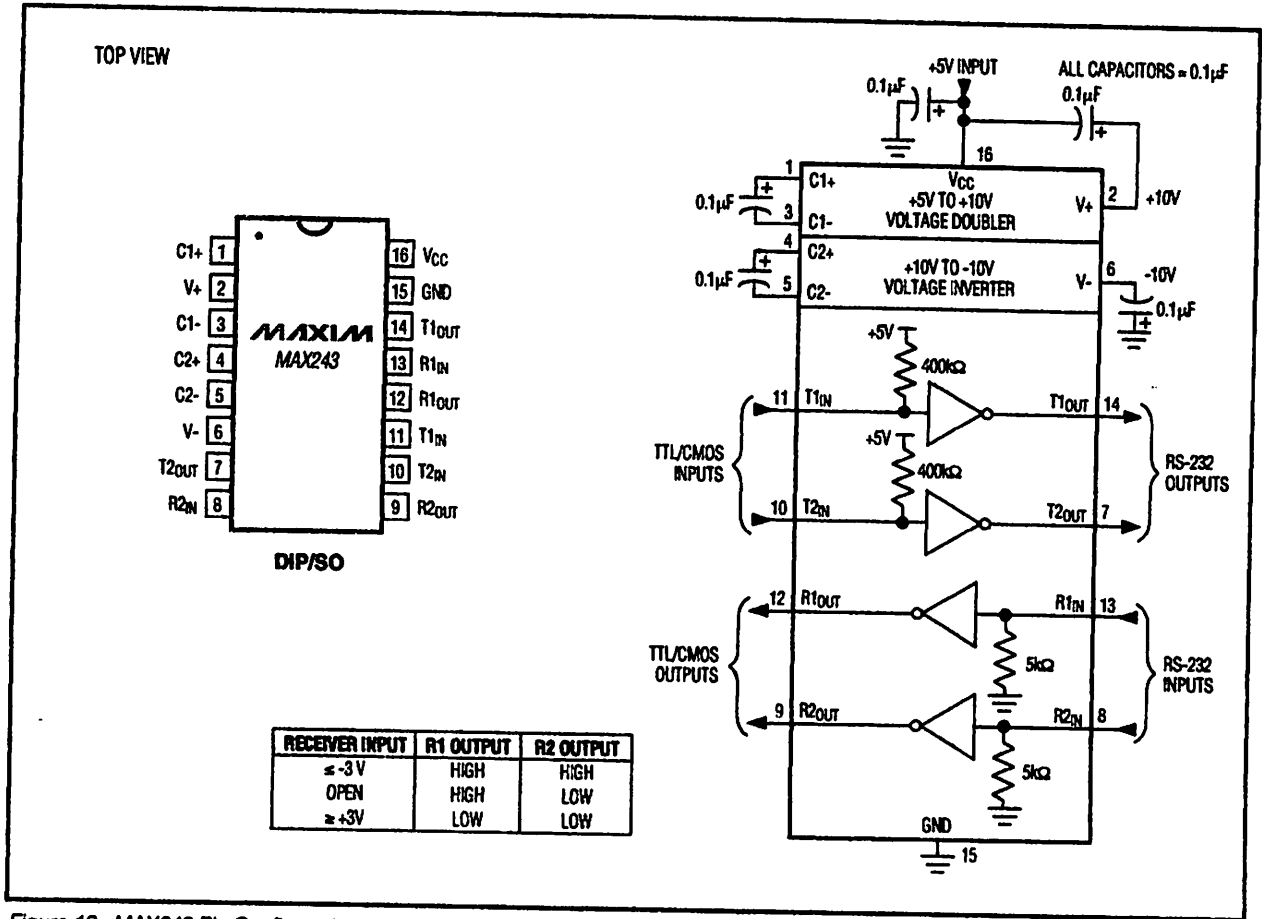 TOP VIEW
C1+ 1
V+ 2
C1- 3
C2+ 4
C2- 5
V- 6
T2OUT 7
R2IN 8
MAXIM
MAX243
16 VCC
15 GND
14 T1OUT
13 R1IN
12 R1OUT
11 T1IN
10 T2IN
9 R2OUT
DIP/SO
RECEIVER INPUT R1 OUTPUT R2 OUTPUT
≤ -3 V HIGH HIGH
OPEN HIGH LOW
≥ +3V LOW LOW
+5V INPUT
ALL CAPACITORS = 0.1µF
0.1µF
0.1µF
16
VCC
+5V TO +10V
VOLTAGE DOUBLER
1 C1+
0.1µF
3 C1-
V+ 2 +10V
4 C2+
0.1µF
5 C2-
+10V TO -10V
VOLTAGE INVERTER
V- 6 -10V
0.1µF
+5V
400kΩ
11 T1IN
T1OUT 14
+5V
400kΩ
TTL/CMOS
INPUTS
RS-232
OUTPUTS
10 T2IN
T2OUT 7
12 R1OUT
R1IN 13
5kΩ
TTL/CMOS
OUTPUTS
RS-232
INPUTS
9 R2OUT
R2IN 8
5kΩ
GND
15